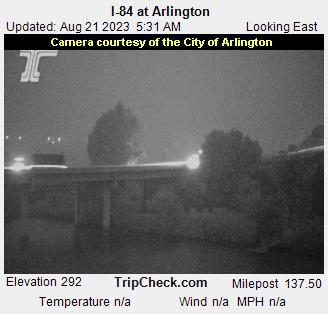 I-84 at Arlington
Updated: Aug 21 2023 5:31 AM Looking East
Camera courtesy of the City of Arlington
Elevation 292 TripCheck.com Milepost 137.50
Temperature n/a Wind n/a MPH n/a